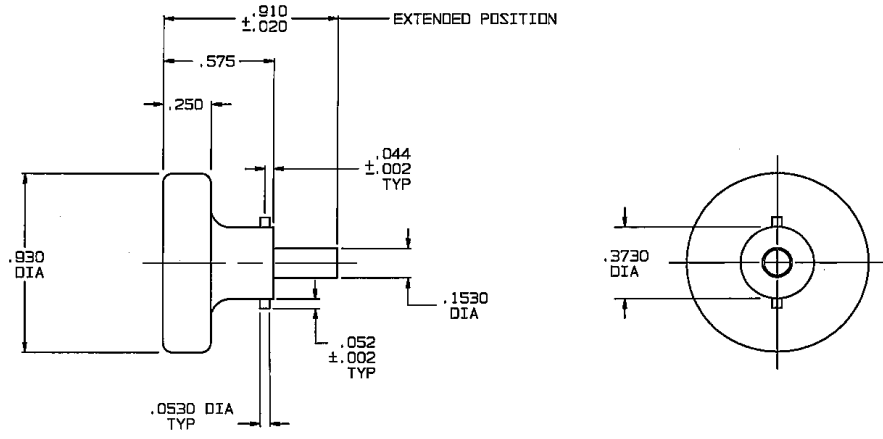 .910
±.020
EXTENDED POSITION
.575
.250
.044
±.002
TYP
.930
DIA
.3730
DIA
.1530
DIA
.052
±.002
TYP
.0530 DIA
TYP